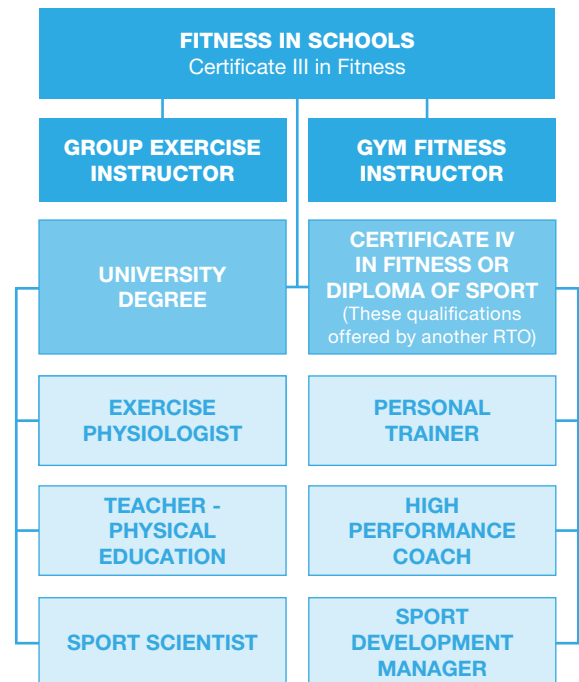 FITNESS IN SCHOOLS
Certificate III in Fitness
GROUP EXERCISE
INSTRUCTOR
GYM FITNESS
INSTRUCTOR
UNIVERSITY
DEGREE
CERTIFICATE IV
IN FITNESS OR
DIPLOMA OF SPORT
(These qualifications
offered by another RTO)
EXERCISE
PHYSIOLOGIST
PERSONAL
TRAINER
TEACHER -
PHYSICAL
EDUCATION
HIGH
PERFORMANCE
COACH
SPORT SCIENTIST
SPORT
DEVELOPMENT
MANAGER